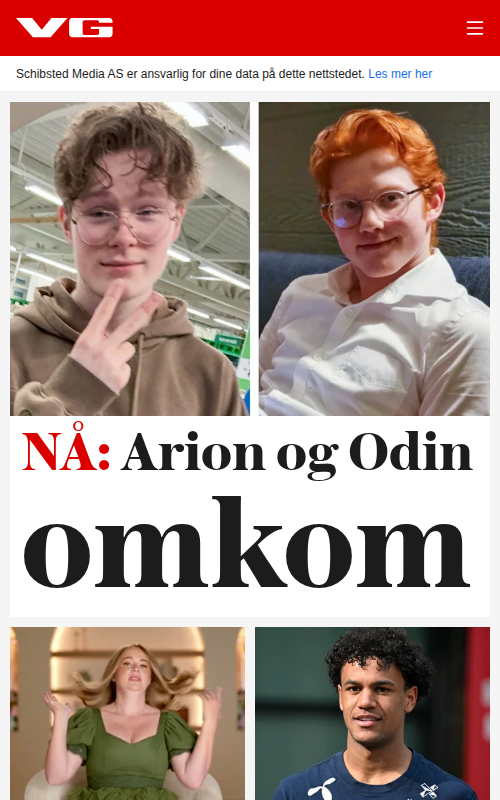 VG
Schibsted Media AS er ansvarlig for dine data på dette nettstedet. Les mer her
NÅ: Arion og Odin
omkom